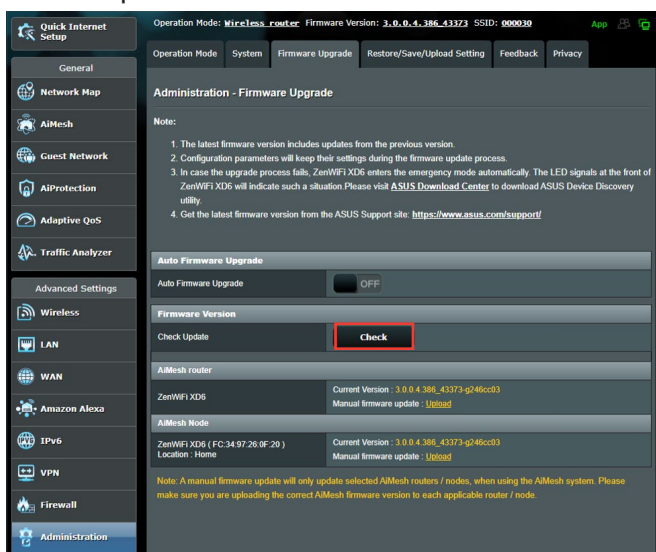 Quick Internet
Setup
General
Network Map
AiMesh
Guest Network
AiProtection
Adaptive QoS
Traffic Analyzer
Advanced Settings
Wireless
LAN
WAN
Amazon Alexa
IPv6
VPN
Firewall
Administration
Operation Mode: Wireless router Firmware Version: 3.0.0.4.386_43373 SSID: 000030 App
Operation Mode System Firmware Upgrade Restore/Save/Upload Setting Feedback Privacy
Administration - Firmware Upgrade
Note:
1. The latest firmware version includes updates from the previous version.
2. Configuration parameters will keep their settings during the firmware update process.
3. In case the upgrade process fails, ZenWiFi XD6 enters the emergency mode automatically. The LED signals at the front of
ZenWiFi XD6 will indicate such a situation.Please visit ASUS Download Center to download ASUS Device Discovery
utility.
4. Get the latest firmware version from the ASUS Support site: https://www.asus.com/support/
Auto Firmware Upgrade
Auto Firmware Upgrade OFF
Firmware Version
Check Update Check
AiMesh router
ZenWiFi XD6
Current Version : 3.0.0.4.386_43373-g246cc03
Manual firmware update : Upload
AiMesh Node
ZenWiFi XD6 ( FC:34:97:26:0F:20 )
Location : Home
Current Version : 3.0.0.4.386_43373-g246cc03
Manual firmware update : Upload
Note: A manual firmware update will only update selected AiMesh routers / nodes, when using the AiMesh system. Please
make sure you are uploading the correct AiMesh firmware version to each applicable router / node.